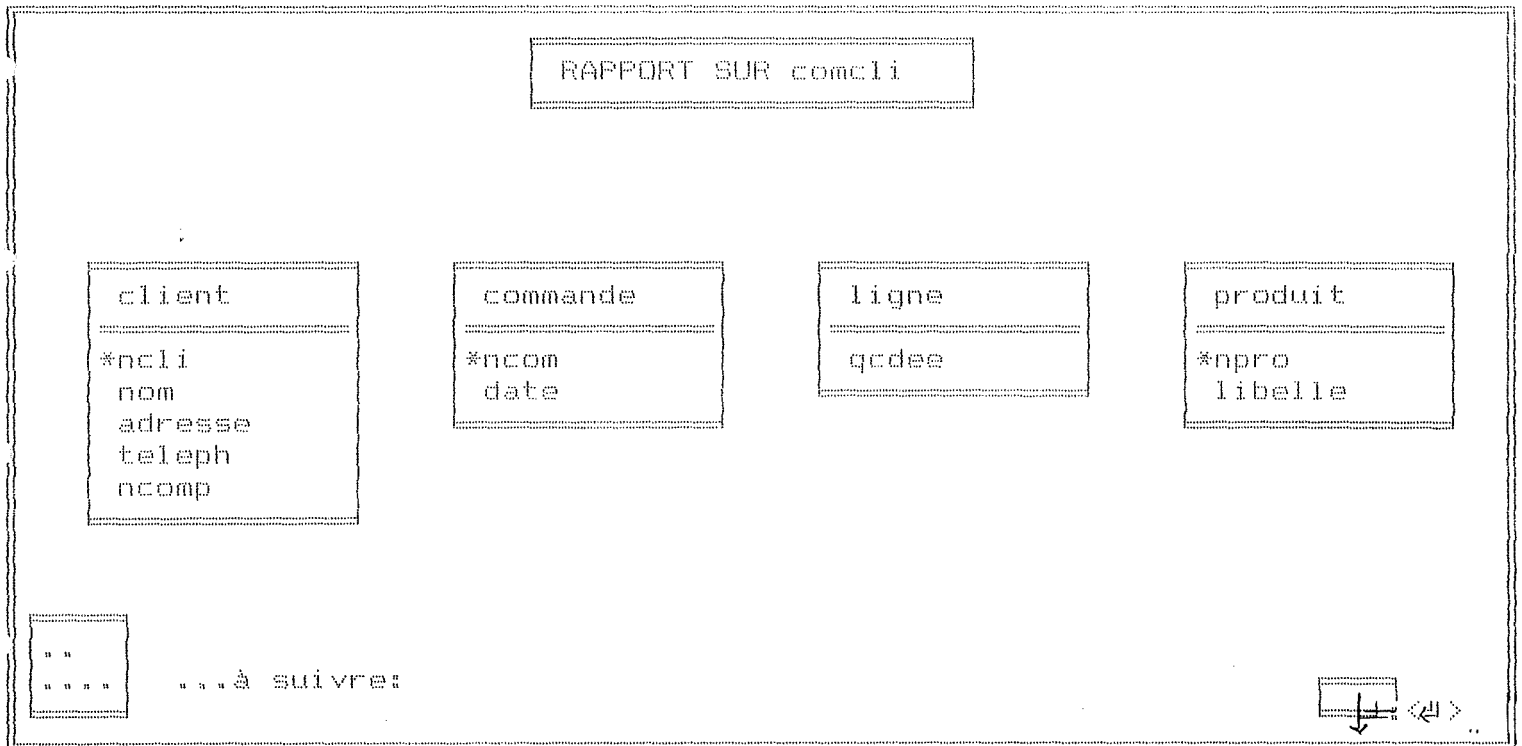 RAPPORT SUR comcli
client
*ncli
nom
adresse
teleph
ncomp
commande
*ncom
date
ligne
qcdee
produit
*npro
libelle
..
....
...à suivre:
<↵>